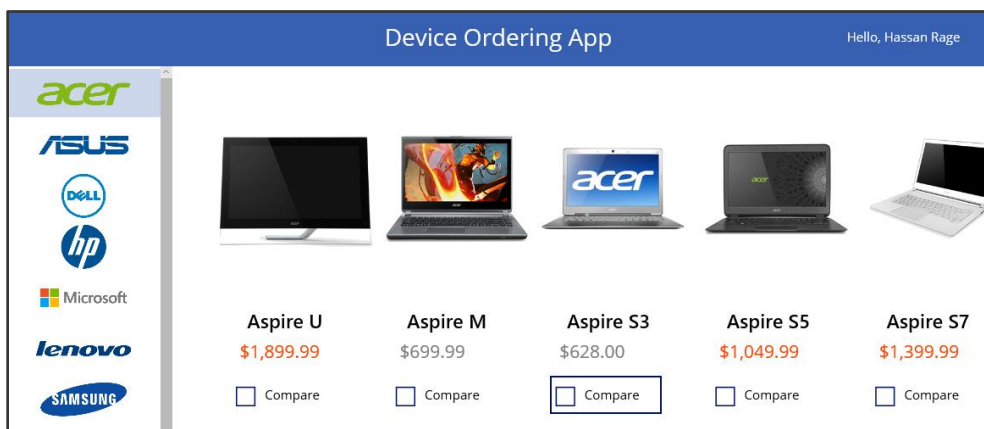 Device Ordering App
Hello, Hassan Rage
acer
ASUS
DELL
hp
Microsoft
lenovo
SAMSUNG
acer
acer
Aspire U
Aspire M
Aspire S3
Aspire S5
Aspire S7
$1,899.99
$699.99
$628.00
$1,049.99
$1,399.99
Compare
Compare
Compare
Compare
Compare